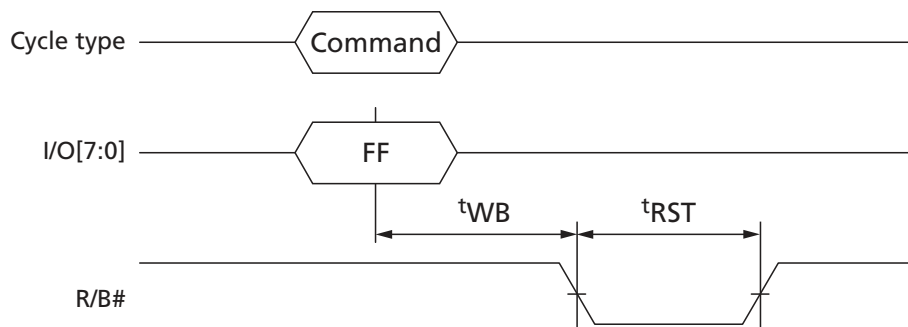 Cycle type
Command
I/O[7:0]
FF
tWB
tRST
R/B#